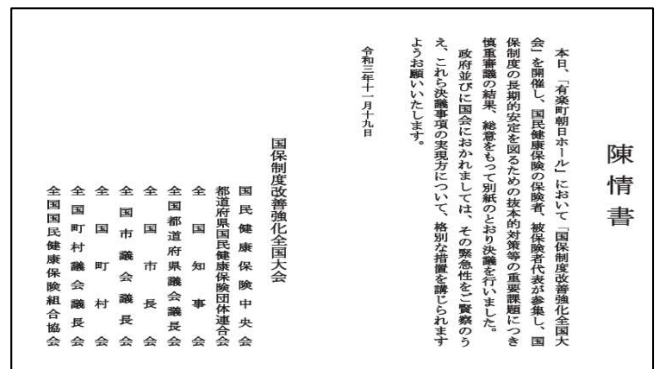 陳情書
本日、「有楽町朝日ホール」において「国保制度改善強化全国大
会」を開催し、国民健康保険の保険者、被保険者代表が参集し、国
保制度の長期的安定を図るための抜本的対策等の重要課題につき
慎重審議の結果、総意をもって別紙のとおり決議を行いました。
政府並びに国会におかれましては、その緊急性をご賢察のう
え、これら決議事項の実現方について、格別な措置を講じられます
ようお願いいたします。
令和三年十一月十九日
国保制度改善強化全国大会
国民健康保険中央会
都道府県国民健康保険団体連合会
全国知事会
全国都道府県議会議長会
全国市長会
全国市議会議長会
全国町村会
全国町村議会議長会
全国国民健康保険組合協会